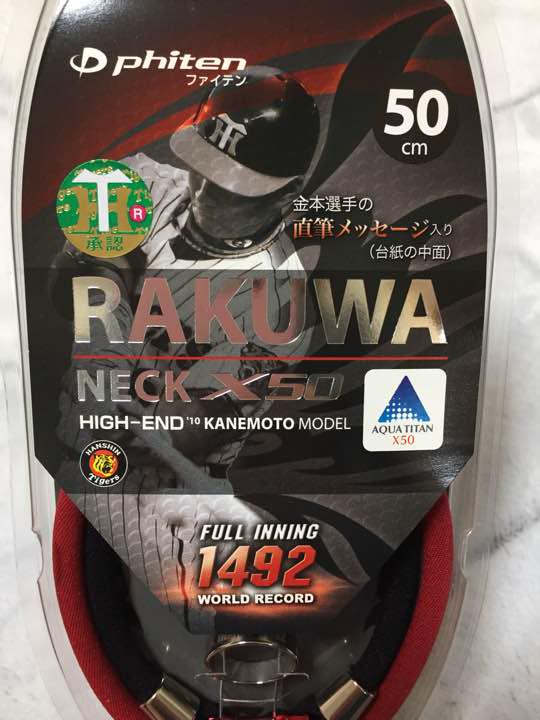 phiten
ファイテン
50
cm
R
承認
金本選手の
直筆メッセージ入り
(台紙の中面)
RAKUWA
NECK X50
HIGH-END '10 KANEMOTO MODEL
AQUA TITAN
X50
HANSHIN
Tigers
FULL INNING
1492
WORLD RECORD